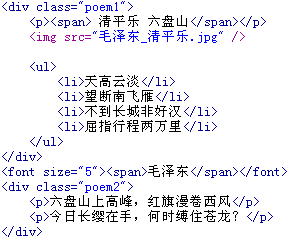 <div class="poem1">
<p><span> 清平乐 六盘山</span></p>
<img src="毛泽东_清平乐.jpg" />
<ul>
<li>天高云淡</li>
<li>望断南飞雁</li>
<li>不到长城非好汉</li>
<li>屈指行程两万里</li>
</ul>
</div>
<font size="5"><span>毛泽东</span></font>
<div class="poem2">
<p>六盘山上高峰，红旗漫卷西风</p>
<p>今日长缨在手，何时缚住苍龙？</p>
</div>